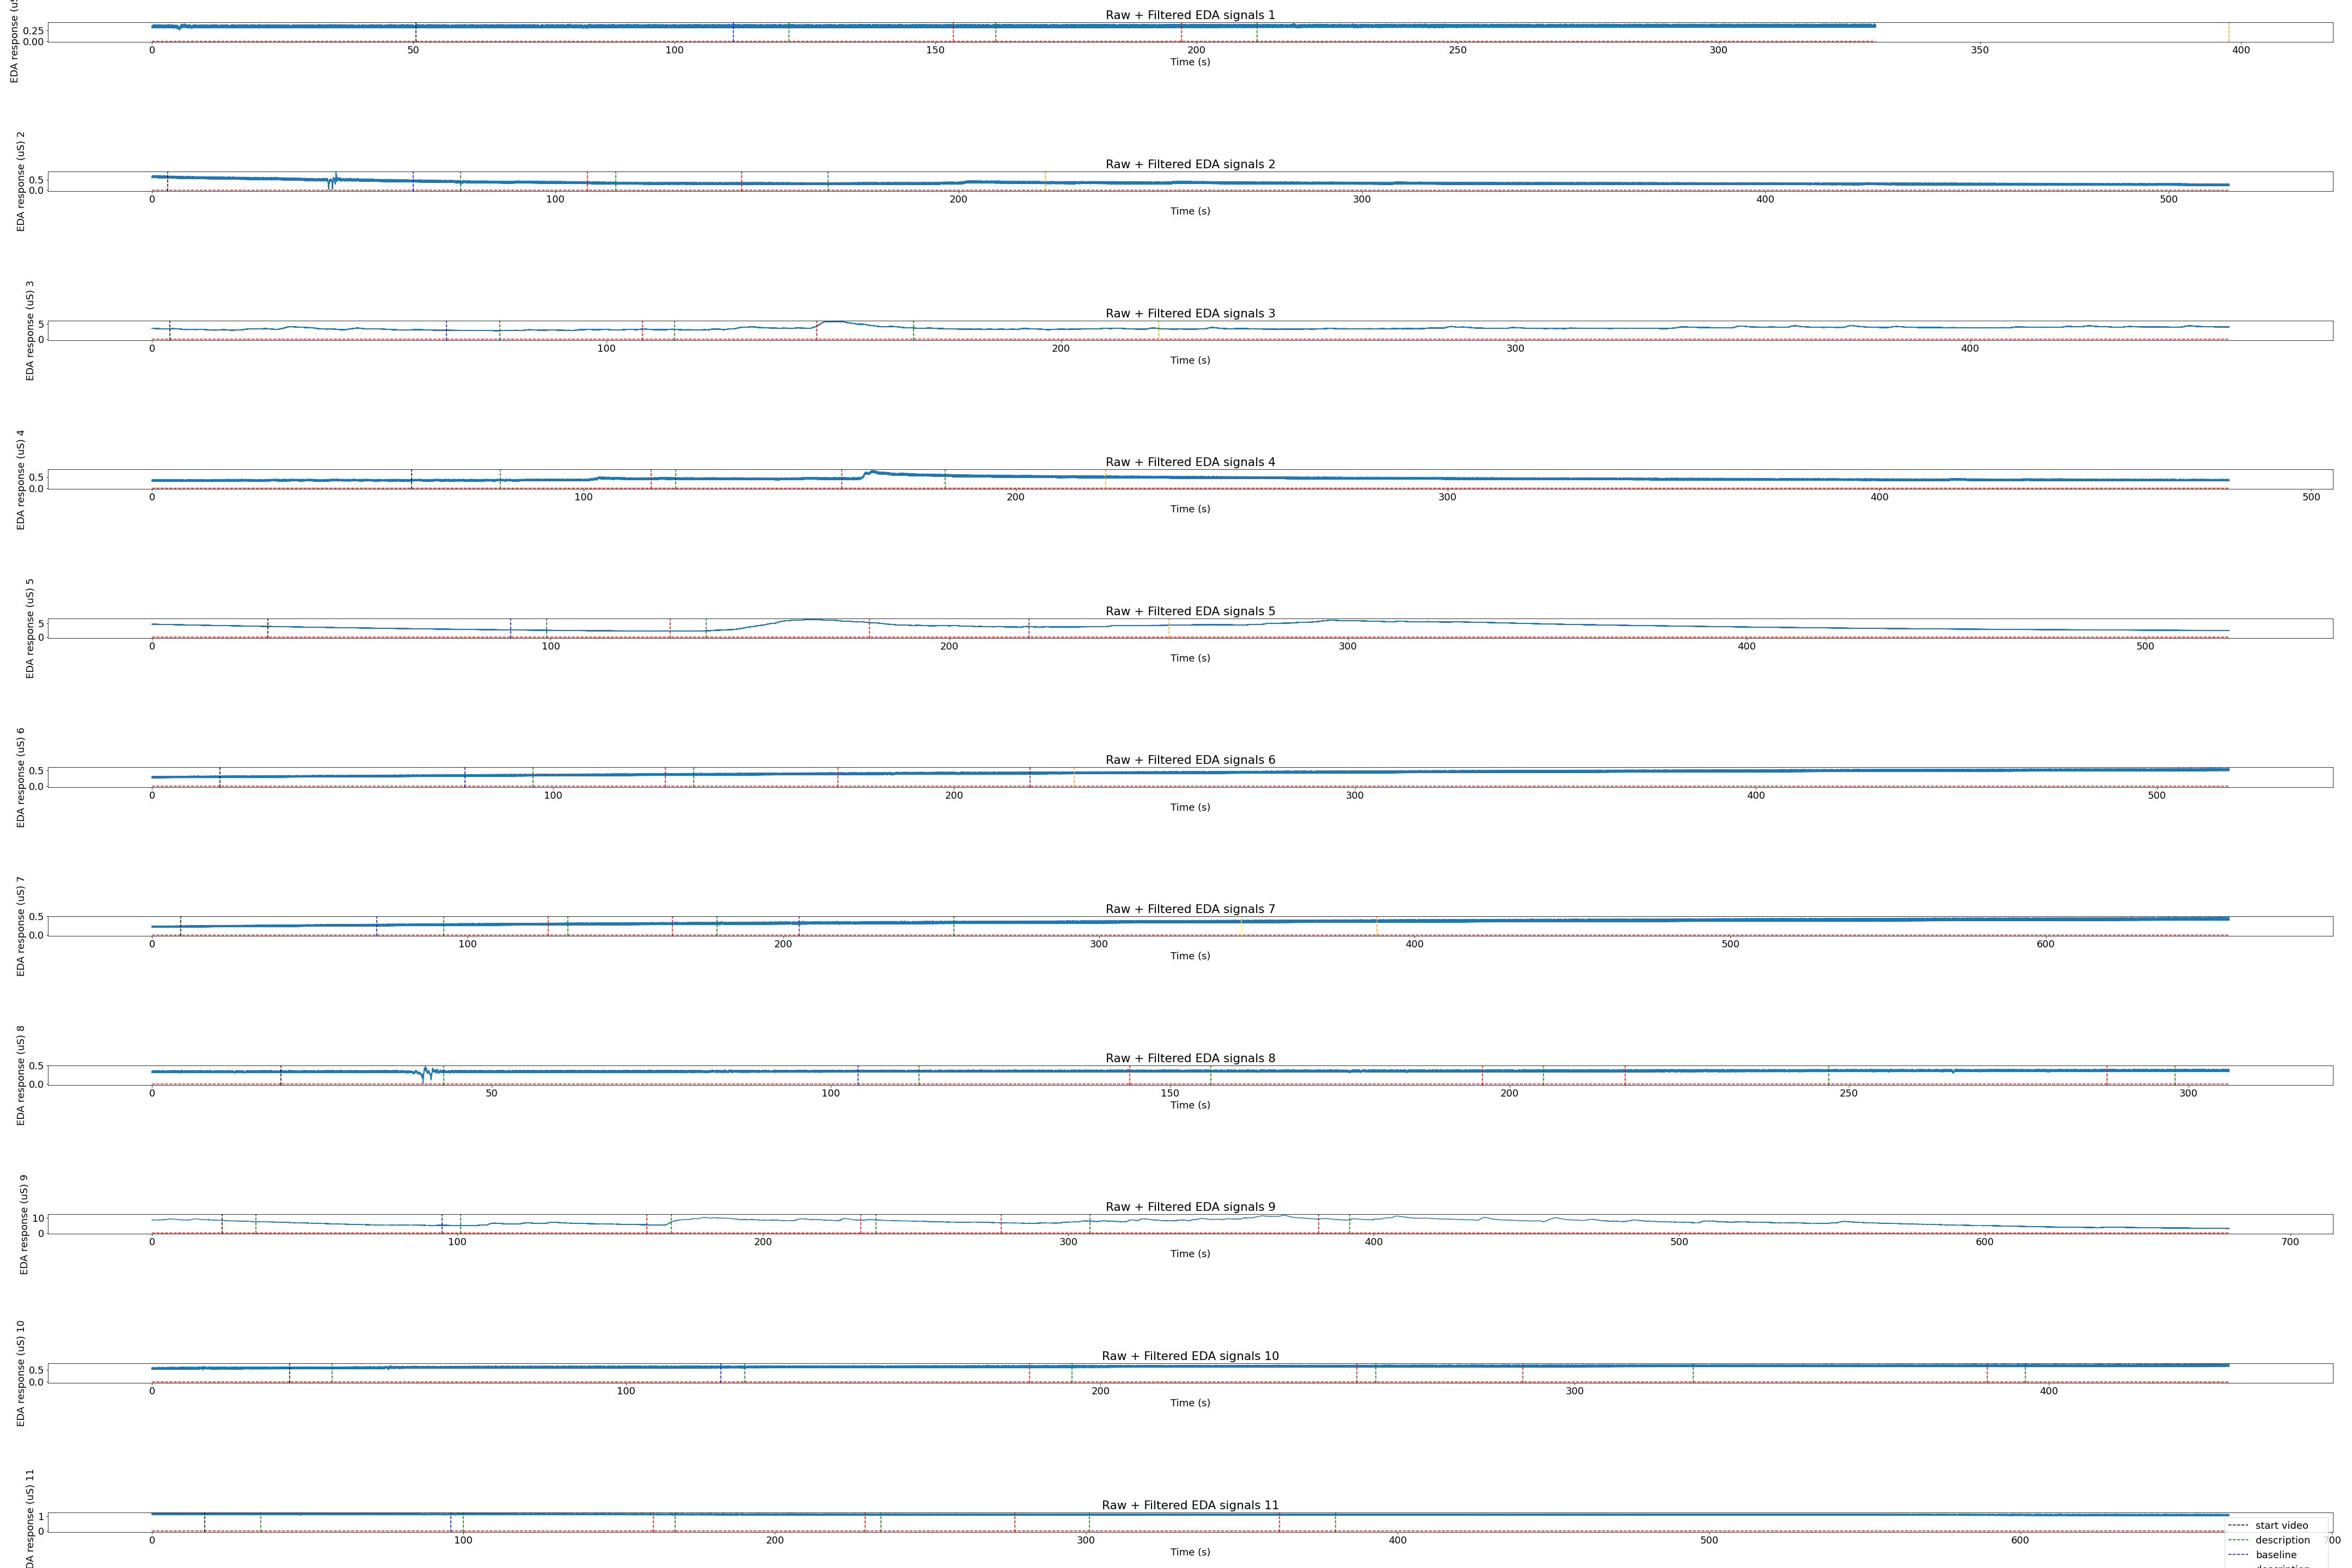 Raw + Filtered EDA signals 1
EDA response (uS)
0.25
0.00
0 50 100 150 200 250 300 350 400
Time (s)
Raw + Filtered EDA signals 2
EDA response (uS) 2
0.5
0.0
0 100 200 300 400 500
Time (s)
Raw + Filtered EDA signals 3
EDA response (uS) 3
5
0
0 100 200 300 400
Time (s)
Raw + Filtered EDA signals 4
EDA response (uS) 4
0.5
0.0
0 100 200 300 400 500
Time (s)
Raw + Filtered EDA signals 5
EDA response (uS) 5
5
0
0 100 200 300 400 500
Time (s)
Raw + Filtered EDA signals 6
EDA response (uS) 6
0.5
0.0
0 100 200 300 400 500
Time (s)
Raw + Filtered EDA signals 7
EDA response (uS) 7
0.5
0.0
0 100 200 300 400 500 600
Time (s)
Raw + Filtered EDA signals 8
EDA response (uS) 8
0.5
0.0
0 50 100 150 200 250 300
Time (s)
Raw + Filtered EDA signals 9
EDA response (uS) 9
10
0
0 100 200 300 400 500 600 700
Time (s)
Raw + Filtered EDA signals 10
EDA response (uS) 10
0.5
0.0
0 100 200 300 400
Time (s)
Raw + Filtered EDA signals 11
EDA response (uS) 11
1
0
0 100 200 300 400 500 600
Time (s)
start video
description
baseline